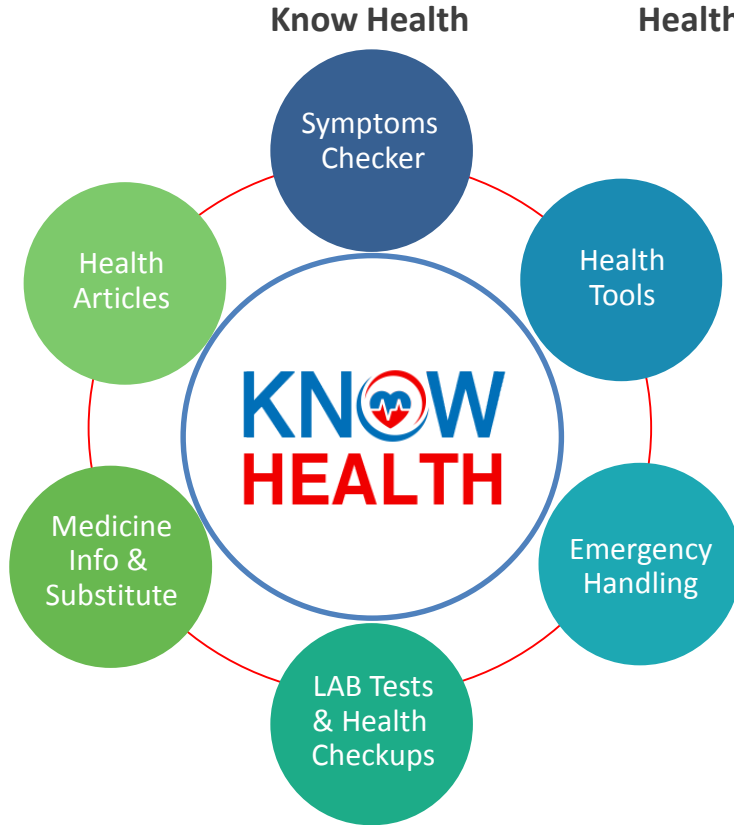 Know Health
Health
Symptoms
Checker
Health
Tools
Emergency
Handling
LAB Tests
& Health
Checkups
Medicine
Info &
Substitute
Health
Articles
KNOW
HEALTH